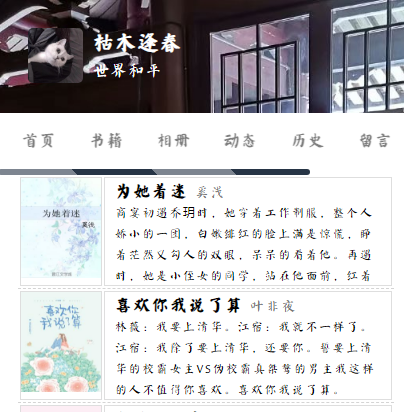 枯木逢春
世界和平
首页 书籍 相册 动态 历史 留言
为她着迷
奚浅
为她着迷 奚浅
商宴初遇乔玥时，她穿着工作制服，整个人
娇小的一团，白嫩绯红的脸上满是惊慌，睁
着茫然又勾人的双眼，呆呆的看着他。再遇
时，她是小侄女的同学，站在他面前，红着
喜欢你
我说了算
喜欢你我说了算 叶非夜
林薇：我要上清华。江宿：我说不一样了。
江宿：我除了要上清华，还要你。誓要上清
华的校霸女主VS伪校霸真桀骜的男主我这样
的人不值得你喜欢。喜欢你我说了算。